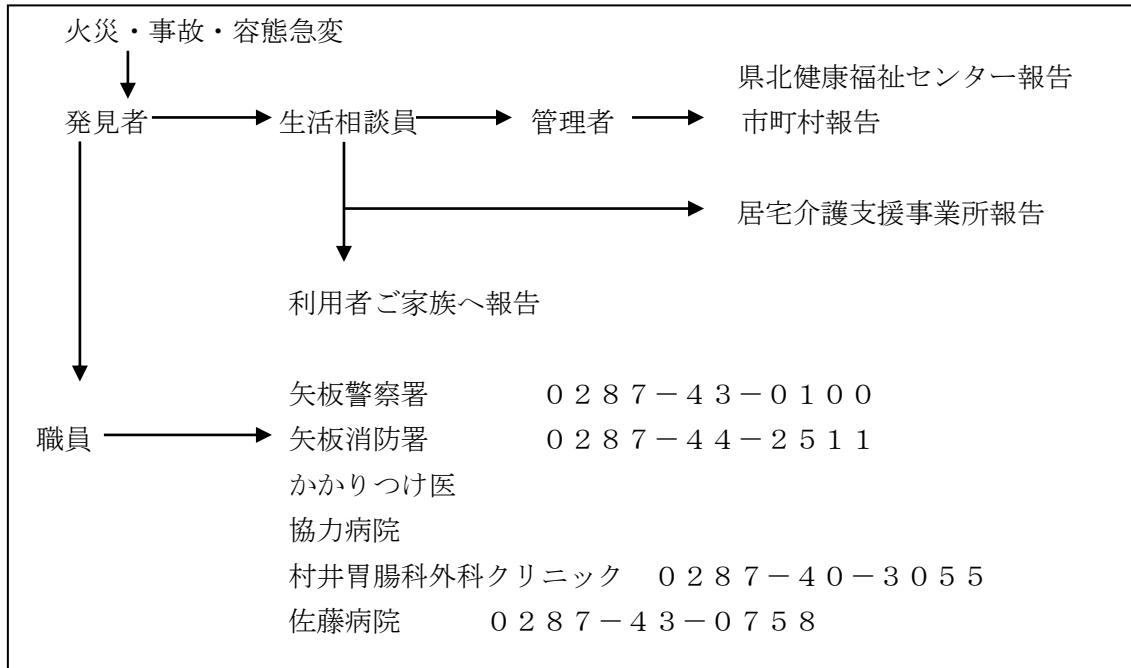 火災・事故・容態急変
県北健康福祉センター報告
発見者 生活相談員 管理者 市町村報告
居宅介護支援事業所報告
利用者ご家族へ報告
矢板警察署 ０２８７－４３－０１００
職員 矢板消防署 ０２８７－４４－２５１１
かかりつけ医
協力病院
村井胃腸科外科クリニック ０２８７－４０－３０５５
佐藤病院 ０２８７－４３－０７５８